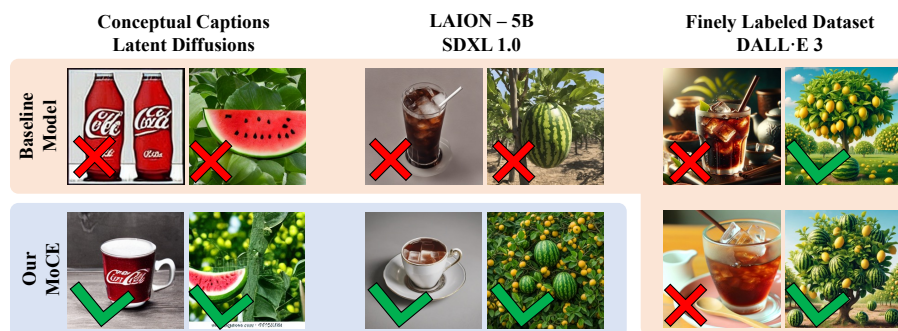 Conceptual Captions
Latent Diffusions
LAION – 5B
SDXL 1.0
Finely Labeled Dataset
DALL·E 3
Baseline
Model
Our
MoCE